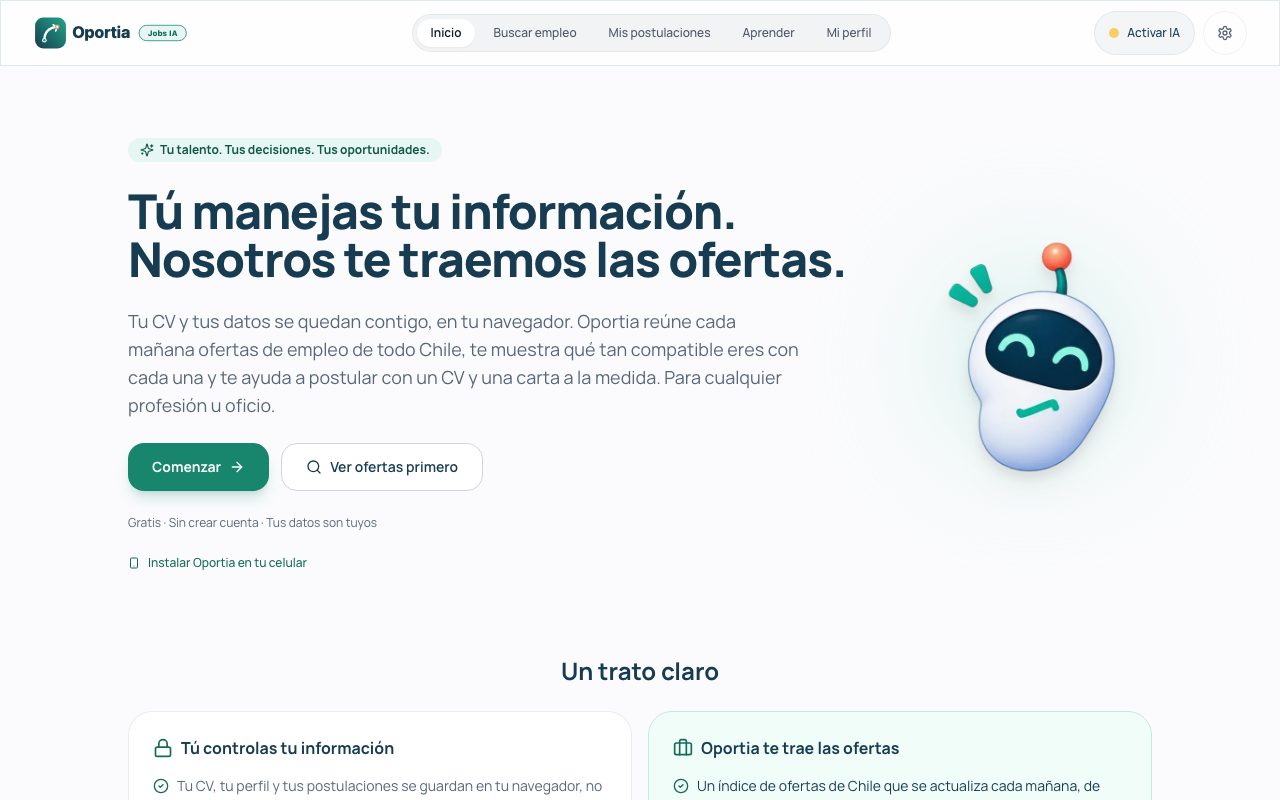 Oportia
Jobs IA
Inicio
Buscar empleo
Mis postulaciones
Aprender
Mi perfil
Activar IA
Tu talento. Tus decisiones. Tus oportunidades.
Tú manejas tu información.
Nosotros te traemos las ofertas.
Tu CV y tus datos se quedan contigo, en tu navegador. Oportia reúne cada
mañana ofertas de empleo de todo Chile, te muestra qué tan compatible eres con
cada una y te ayuda a postular con un CV y una carta a la medida. Para cualquier
profesión u oficio.
Comenzar
Ver ofertas primero
Gratis · Sin crear cuenta · Tus datos son tuyos
Instalar Oportia en tu celular
Un trato claro
Tú controlas tu información
Tu CV, tu perfil y tus postulaciones se guardan en tu navegador, no
Oportia te trae las ofertas
Un índice de ofertas de Chile que se actualiza cada mañana, de